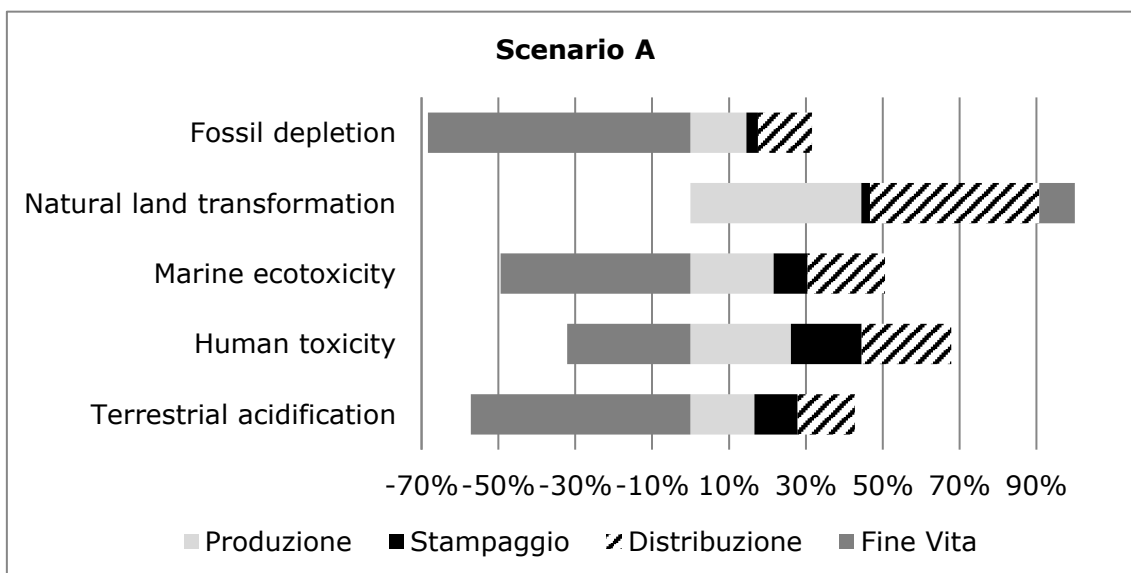 Scenario A
Fossil depletion
Natural land transformation
Marine ecotoxicity
Human toxicity
Terrestrial acidification
-70% -50% -30% -10% 10% 30% 50% 70% 90%
Produzione Stampaggio Distribuzione Fine Vita